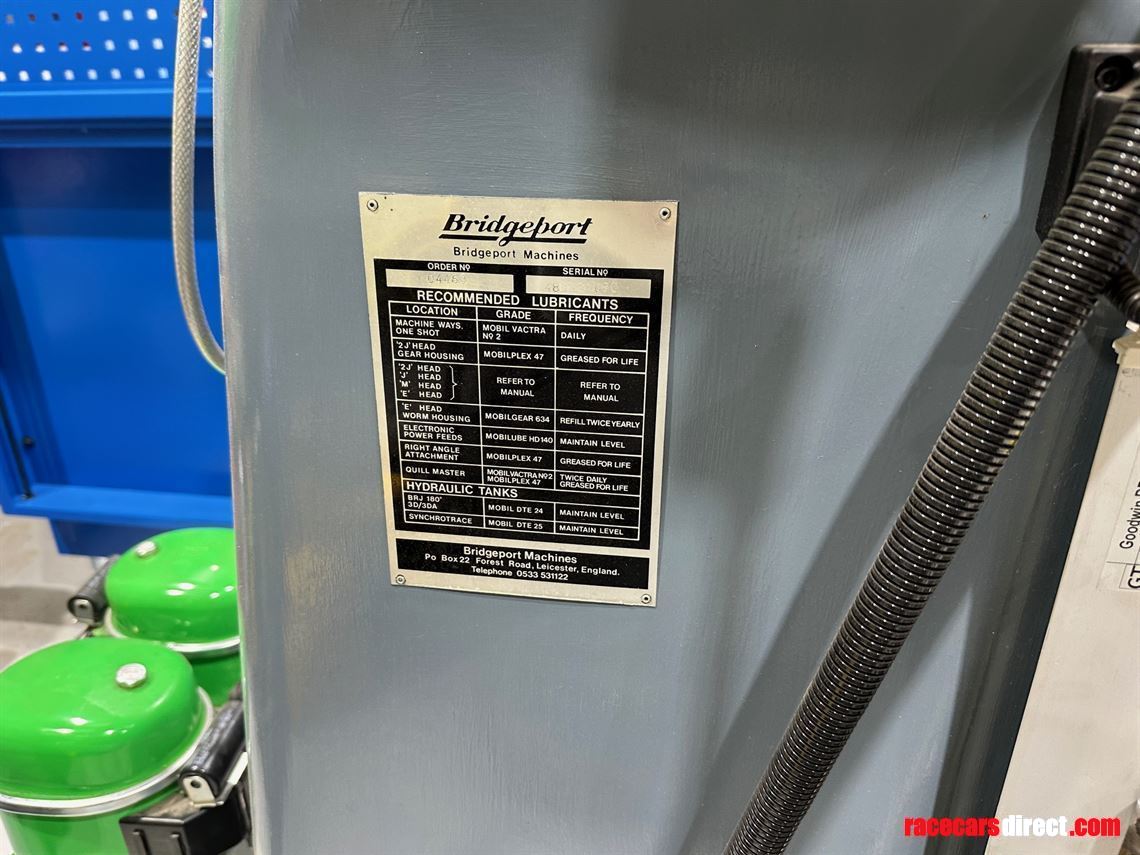 Bridgeport
Bridgeport Machines
ORDER Nº SERIAL Nº
RECOMMENDED LUBRICANTS
LOCATION GRADE FREQUENCY
MACHINE WAYS. ONE SHOT MOBIL VACTRA Nº 2 DAILY
'2J' HEAD GEAR HOUSING MOBILPLEX 47 GREASED FOR LIFE
'2J' HEAD
'J' HEAD
'M' HEAD
'E' HEAD
REFER TO MANUAL REFER TO MANUAL
'E' HEAD WORM HOUSING MOBILGEAR 634 REFILL TWICE YEARLY
ELECTRONIC POWER FEEDS MOBILUBE HD140 MAINTAIN LEVEL
RIGHT ANGLE ATTACHMENT MOBILPLEX 47 GREASED FOR LIFE
QUILL MASTER MOBILVACTRA Nº2 MOBILPLEX 47 TWICE DAILY GREASED FOR LIFE
HYDRAULIC TANKS
BRJ 180° 3D/3DA MOBIL DTE 24 MAINTAIN LEVEL
SYNCHROTRACE MOBIL DTE 25 MAINTAIN LEVEL
Bridgeport Machines
Po Box 22 Forest Road, Leicester, England.
Telephone 0533 531122
Goodwin
GT
racecarsdirect.com